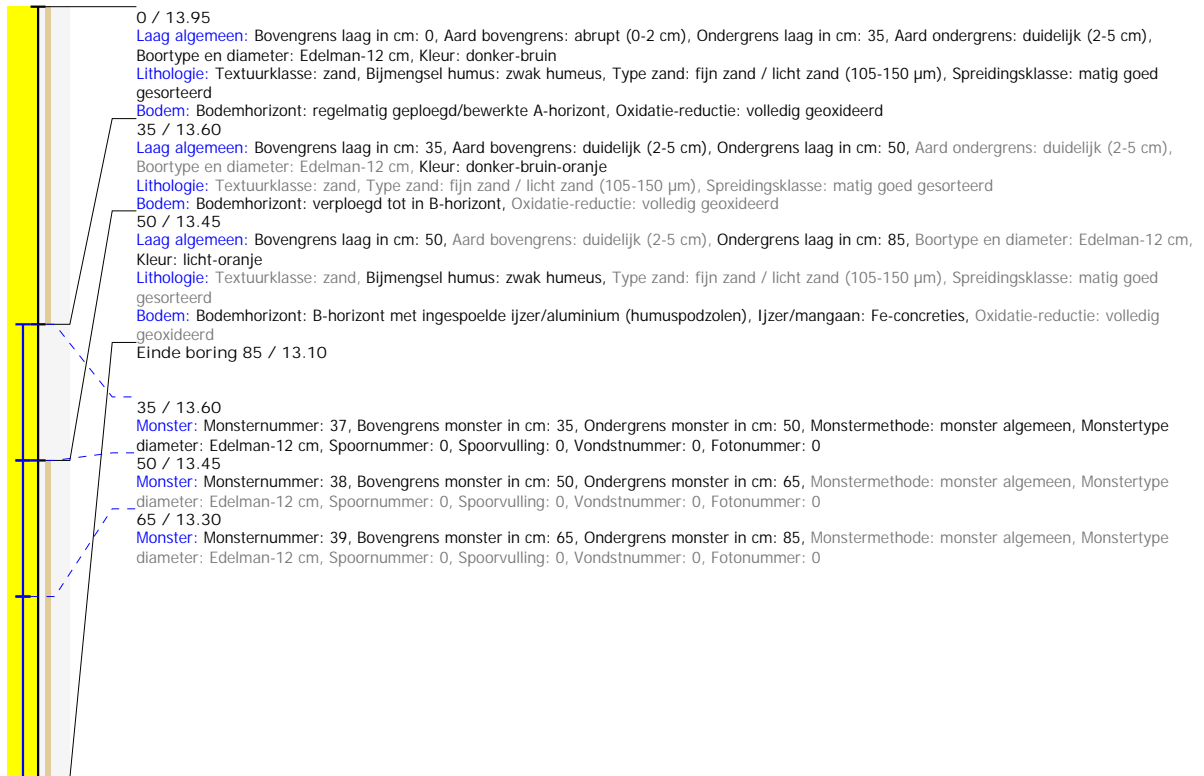 0 / 13.95
Laag algemeen: Bovengrens laag in cm: 0, Aard bovengrens: abrupt (0-2 cm), Ondergrens laag in cm: 35, Aard ondergrens: duidelijk (2-5 cm),
Boortype en diameter: Edelman-12 cm, Kleur: donker-bruin
Lithologie: Textuurklasse: zand, Bijmengsel humus: zwak humeus, Type zand: fijn zand / licht zand (105-150 µm), Spreidingsklasse: matig goed
gesorteerd
Bodem: Bodemhorizont: regelmatig geploegd/bewerkte A-horizont, Oxidatie-reductie: volledig geoxideerd
35 / 13.60
Laag algemeen: Bovengrens laag in cm: 35, Aard bovengrens: duidelijk (2-5 cm), Ondergrens laag in cm: 50, Aard ondergrens: duidelijk (2-5 cm),
Boortype en diameter: Edelman-12 cm, Kleur: donker-bruin-oranje
Lithologie: Textuurklasse: zand, Type zand: fijn zand / licht zand (105-150 µm), Spreidingsklasse: matig goed gesorteerd
Bodem: Bodemhorizont: verploegd tot in B-horizont, Oxidatie-reductie: volledig geoxideerd
50 / 13.45
Laag algemeen: Bovengrens laag in cm: 50, Aard bovengrens: duidelijk (2-5 cm), Ondergrens laag in cm: 85, Boortype en diameter: Edelman-12 cm,
Kleur: licht-oranje
Lithologie: Textuurklasse: zand, Bijmengsel humus: zwak humeus, Type zand: fijn zand / licht zand (105-150 µm), Spreidingsklasse: matig goed
gesorteerd
Bodem: Bodemhorizont: B-horizont met ingespoelde ijzer/aluminium (humuspodzolen), Ijzer/mangaan: Fe-concreties, Oxidatie-reductie: volledig
geoxideerd
Einde boring 85 / 13.10
35 / 13.60
Monster: Monsternummer: 37, Bovengrens monster in cm: 35, Ondergrens monster in cm: 50, Monstermethode: monster algemeen, Monstertype
diameter: Edelman-12 cm, Spoornummer: 0, Spoorvulling: 0, Vondstnummer: 0, Fotonummer: 0
50 / 13.45
Monster: Monsternummer: 38, Bovengrens monster in cm: 50, Ondergrens monster in cm: 65, Monstermethode: monster algemeen, Monstertype
diameter: Edelman-12 cm, Spoornummer: 0, Spoorvulling: 0, Vondstnummer: 0, Fotonummer: 0
65 / 13.30
Monster: Monsternummer: 39, Bovengrens monster in cm: 65, Ondergrens monster in cm: 85, Monstermethode: monster algemeen, Monstertype
diameter: Edelman-12 cm, Spoornummer: 0, Spoorvulling: 0, Vondstnummer: 0, Fotonummer: 0